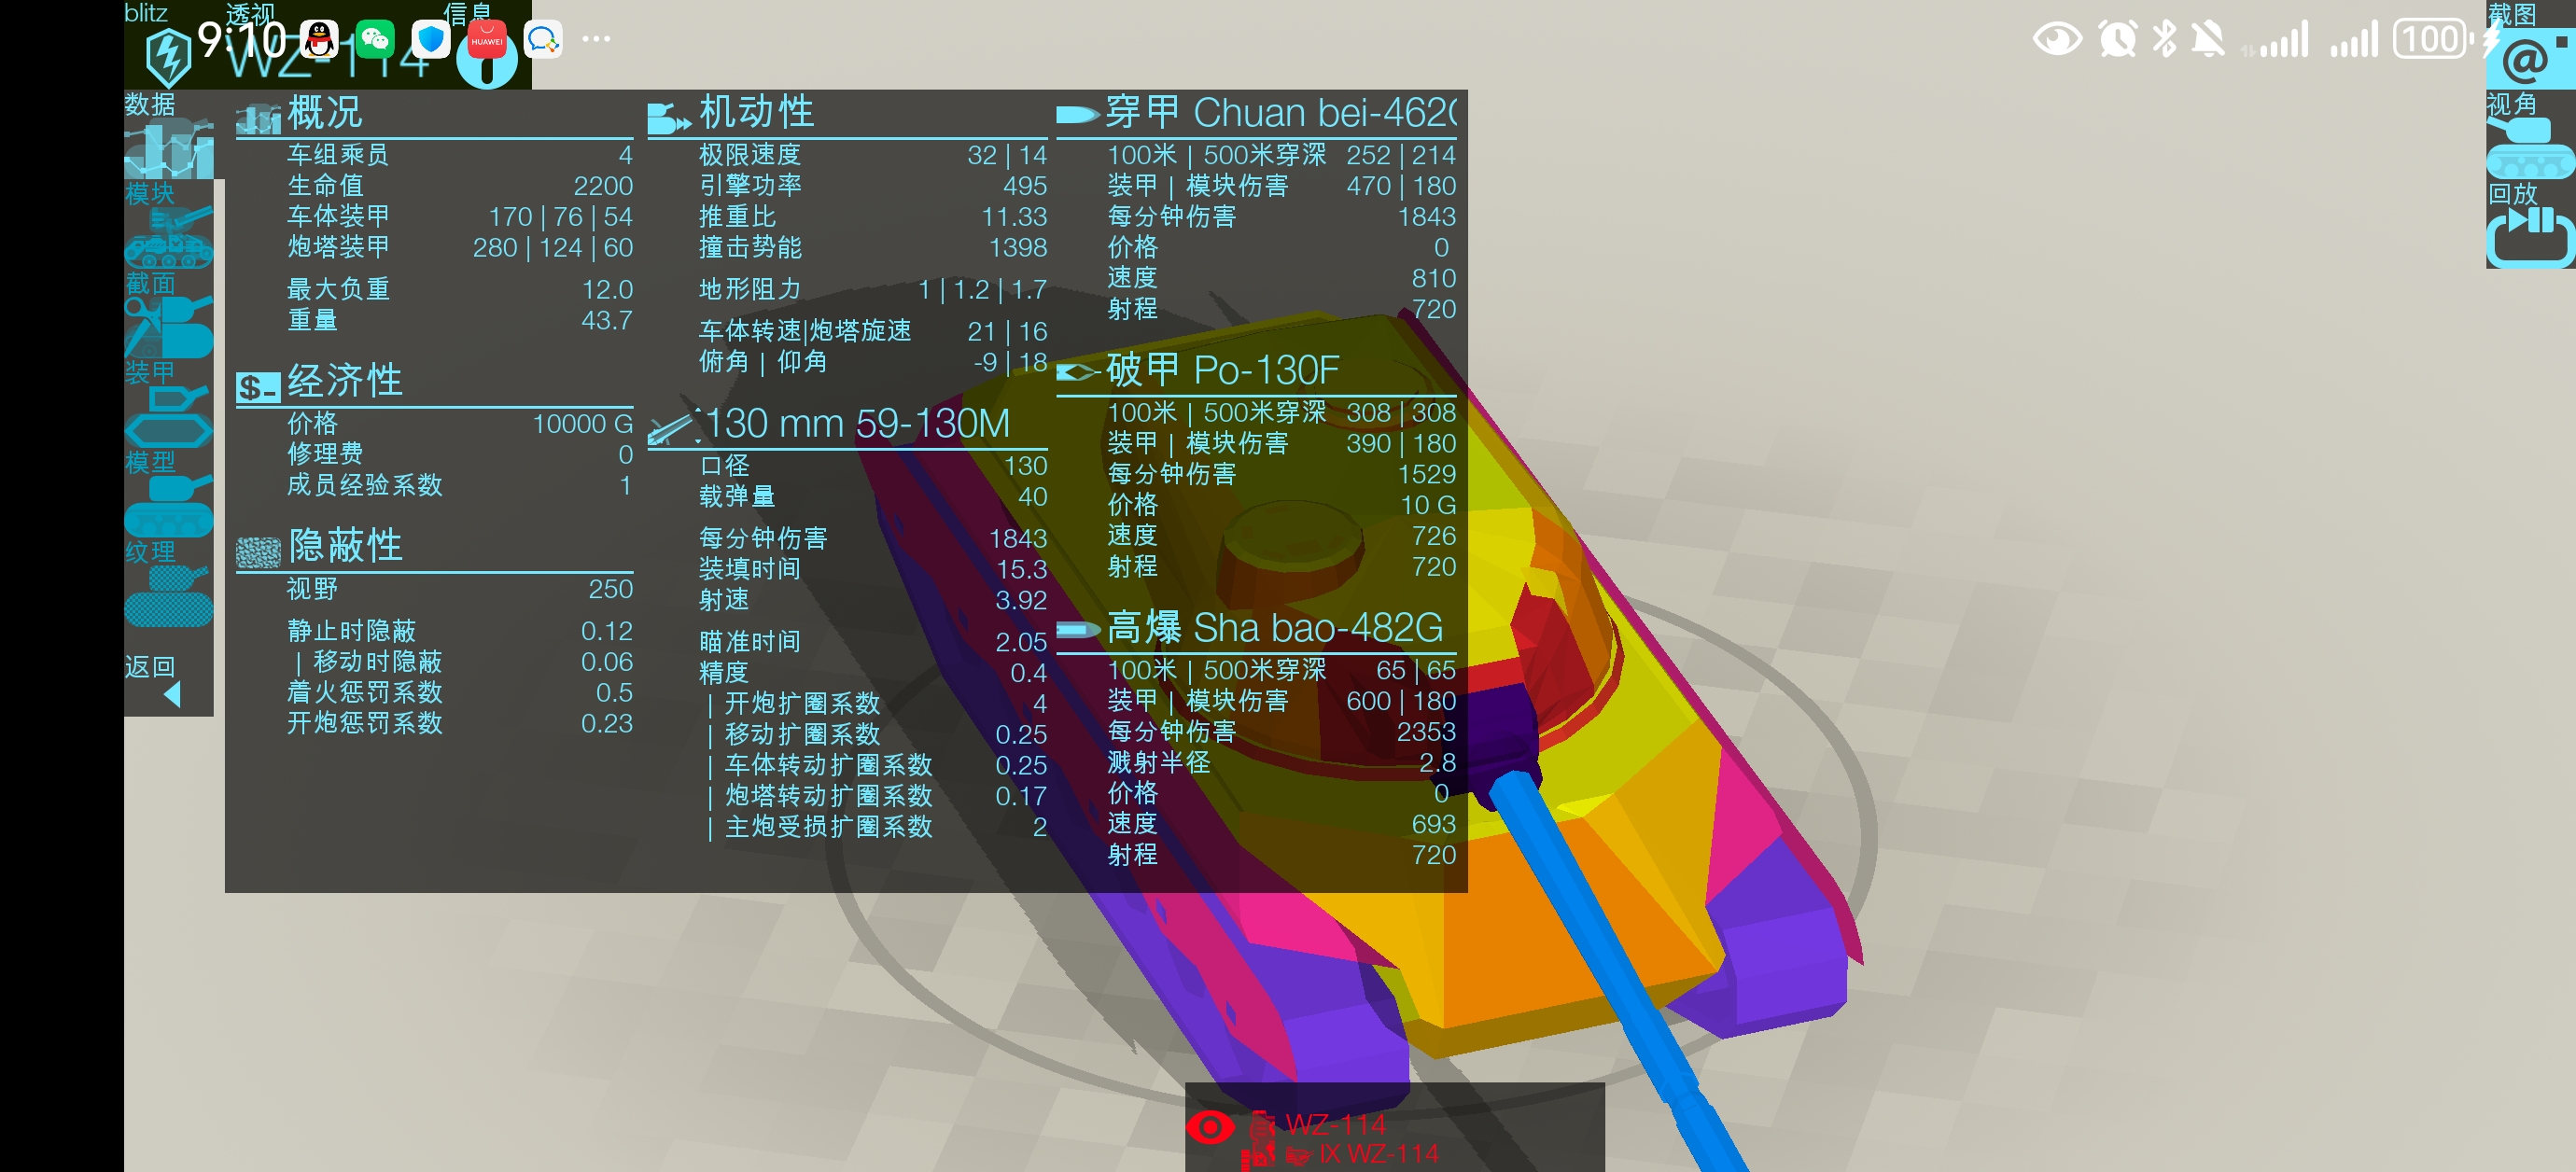 blitz
透视
信息
截图
9:10
HUAWEI
100
WZ-114
@
数据
模块
截面
装甲
模型
纹理
返回
视角
回放
概况
车组乘员 4
生命值 2200
车体装甲 170 | 76 | 54
炮塔装甲 280 | 124 | 60
最大负重 12.0
重量 43.7
$- 经济性
价格 10000 G
修理费 0
成员经验系数 1
隐蔽性
视野 250
静止时隐蔽 0.12
| 移动时隐蔽 0.06
着火惩罚系数 0.5
开炮惩罚系数 0.23
机动性
极限速度 32 | 14
引擎功率 495
推重比 11.33
撞击势能 1398
地形阻力 1 | 1.2 | 1.7
车体转速|炮塔旋速 21 | 16
俯角 | 仰角 -9 | 18
130 mm 59-130M
口径 130
载弹量 40
每分钟伤害 1843
装填时间 15.3
射速 3.92
瞄准时间 2.05
精度 0.4
| 开炮扩圈系数 4
| 移动扩圈系数 0.25
| 车体转动扩圈系数 0.25
| 炮塔转动扩圈系数 0.17
| 主炮受损扩圈系数 2
穿甲 Chuan bei-462
100米 | 500米穿深 252 | 214
装甲 | 模块伤害 470 | 180
每分钟伤害 1843
价格 0
速度 810
射程 720
破甲 Po-130F
100米 | 500米穿深 308 | 308
装甲 | 模块伤害 390 | 180
每分钟伤害 1529
价格 10 G
速度 726
射程 720
高爆 Sha bao-482G
100米 | 500米穿深 65 | 65
装甲 | 模块伤害 600 | 180
每分钟伤害 2353
溅射半径 2.8
价格 0
速度 693
射程 720
WZ-114
IX WZ-114